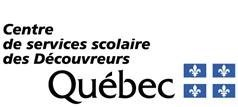 Centre
de services scolaire
des Découvreurs
Québec